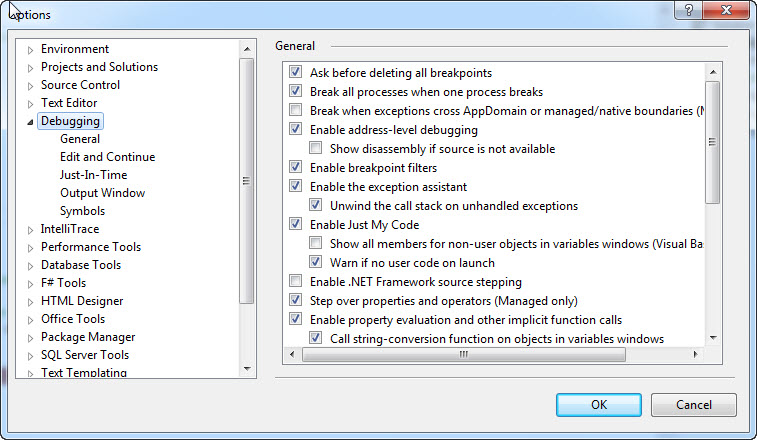 Options
Environment
Projects and Solutions
Source Control
Text Editor
Debugging
General
Edit and Continue
Just-In-Time
Output Window
Symbols
IntelliTrace
Performance Tools
Database Tools
F# Tools
HTML Designer
Office Tools
Package Manager
SQL Server Tools
Text Templating
General
Ask before deleting all breakpoints
Break all processes when one process breaks
Break when exceptions cross AppDomain or managed/native boundaries (M
Enable address-level debugging
Show disassembly if source is not available
Enable breakpoint filters
Enable the exception assistant
Unwind the call stack on unhandled exceptions
Enable Just My Code
Show all members for non-user objects in variables windows (Visual Bas
Warn if no user code on launch
Enable .NET Framework source stepping
Step over properties and operators (Managed only)
Enable property evaluation and other implicit function calls
Call string-conversion function on objects in variables windows
OK
Cancel